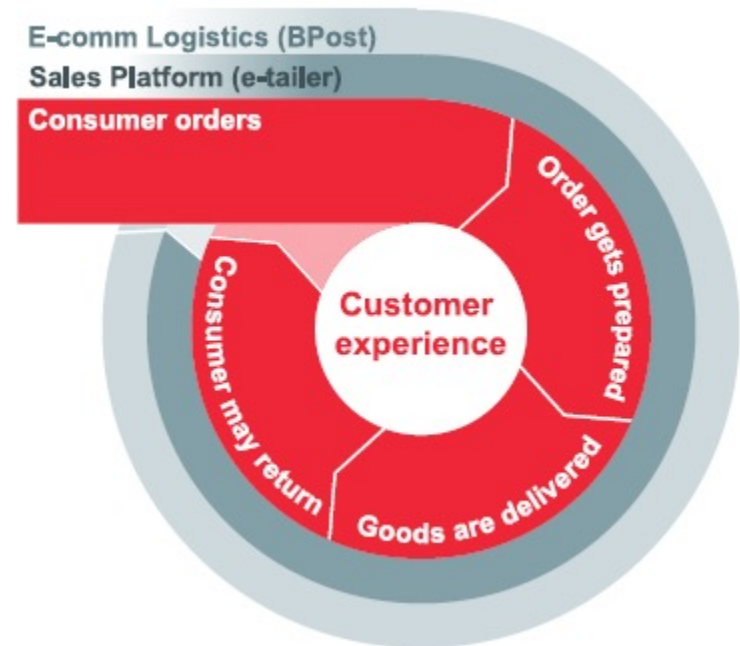 E-comm Logistics (BPost)
Sales Platform (e-tailer)
Consumer orders
Order gets prepared
Goods are delivered
Consumer may return
Customer
experience